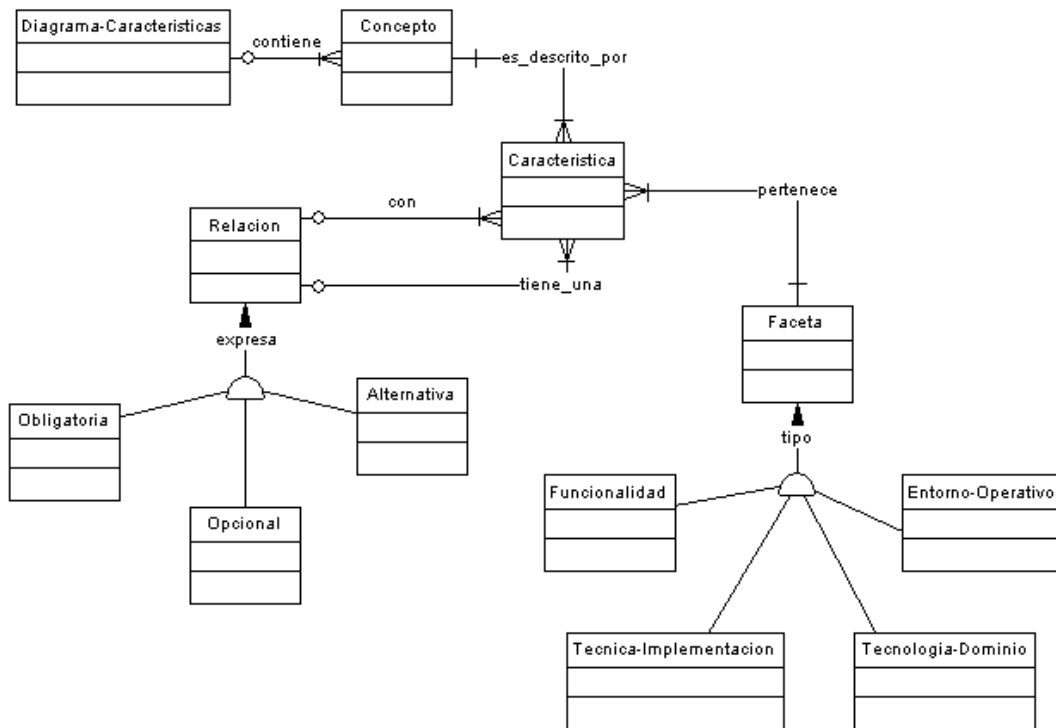 Diagrama-Caracteristicas
contiene
Concepto
es_descrito_por
Caracteristica
pertenece
con
Relacion
tiene_una
Faceta
expresa
Alternativa
Obligatoria
Opcional
tipo
Funcionalidad
Entorno-Operativo
Tecnica-Implementacion
Tecnologia-Dominio